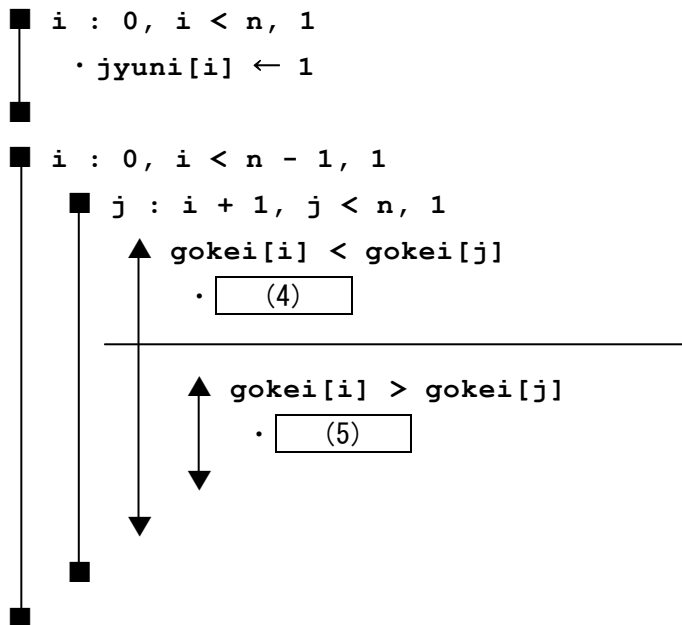 ■ i : 0, i < n, 1
・jyuni[i] ← 1
■
■ i : 0, i < n - 1, 1
■ j : i + 1, j < n, 1
▲ gokei[i] < gokei[j]
・ (4)
▲ gokei[i] > gokei[j]
・ (5)
▼
▼
■
■